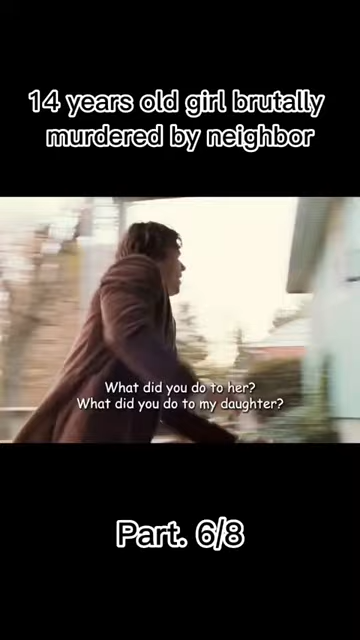 14 years old girl brutally
murdered by neighbor
What did you do to her?
What did you do to my daughter?
Part. 6/8